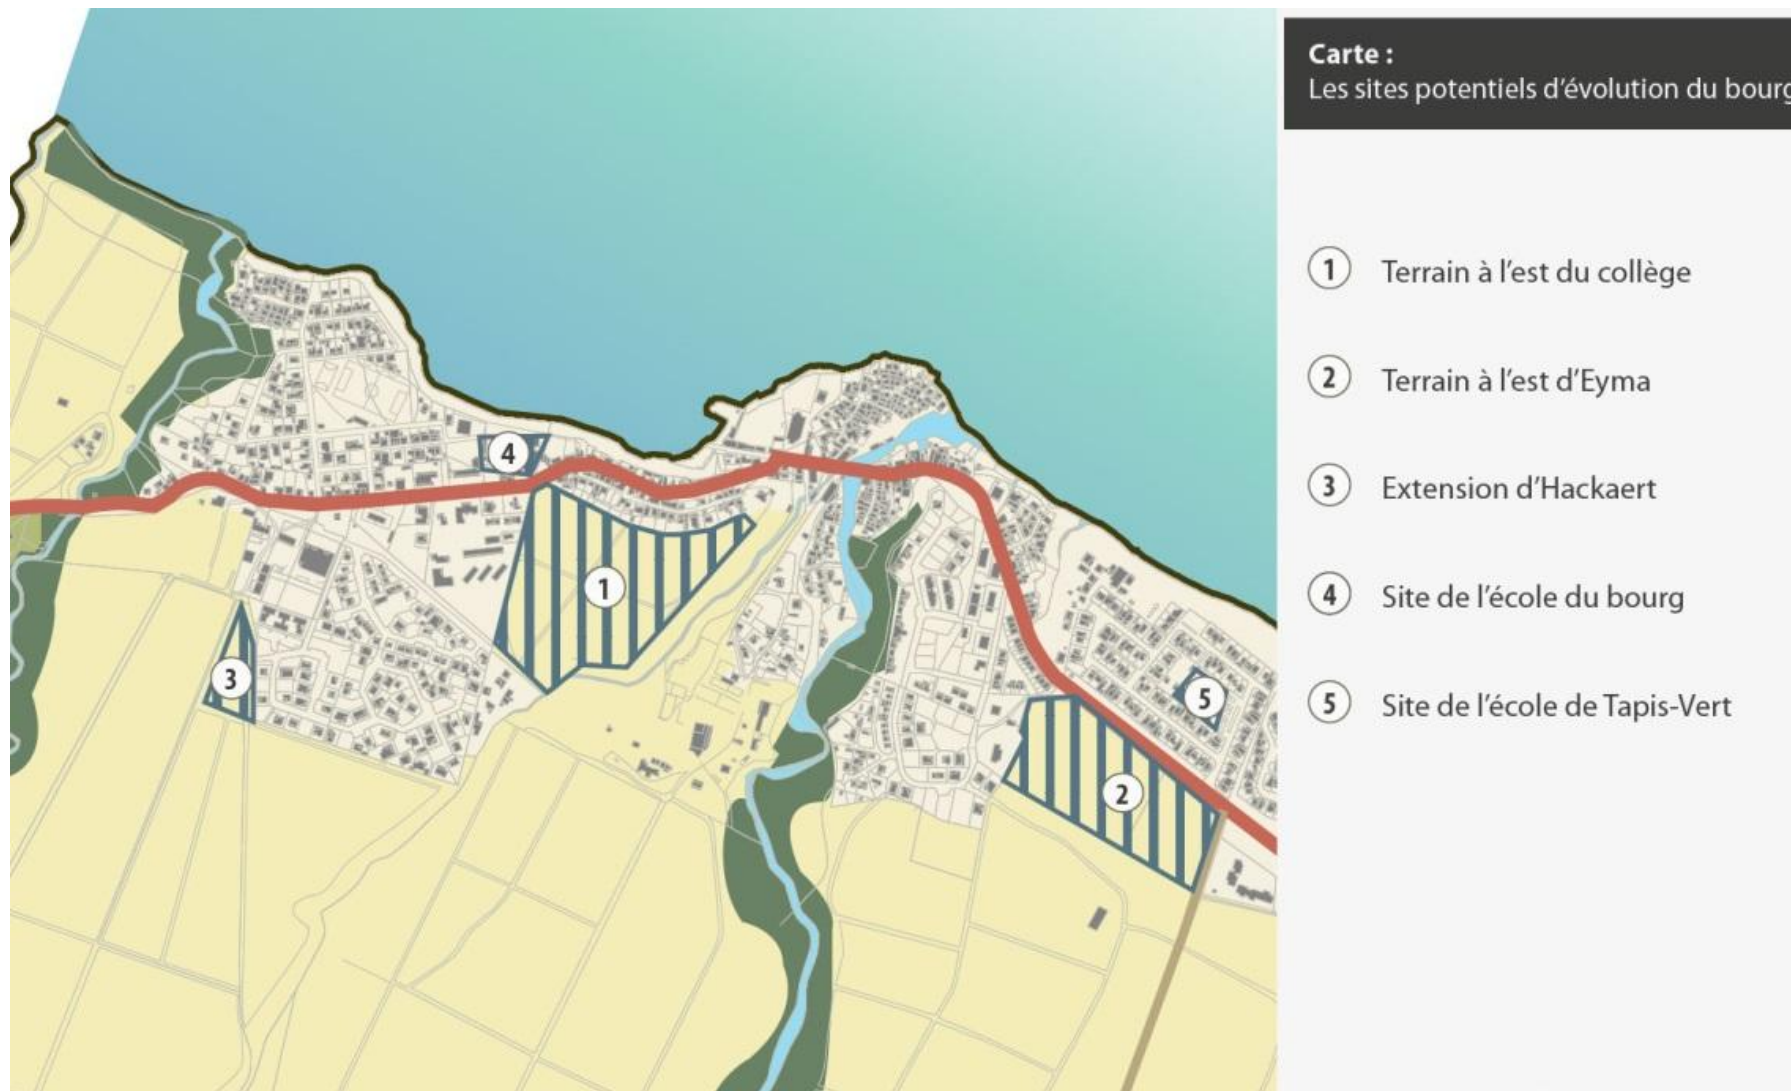 Carte :
Les sites potentiels d'évolution du bourg
1 Terrain à l'est du collège
2 Terrain à l'est d'Eyma
3 Extension d'Hackaert
4 Site de l'école du bourg
5 Site de l'école de Tapis-Vert
4
1
3
5
2